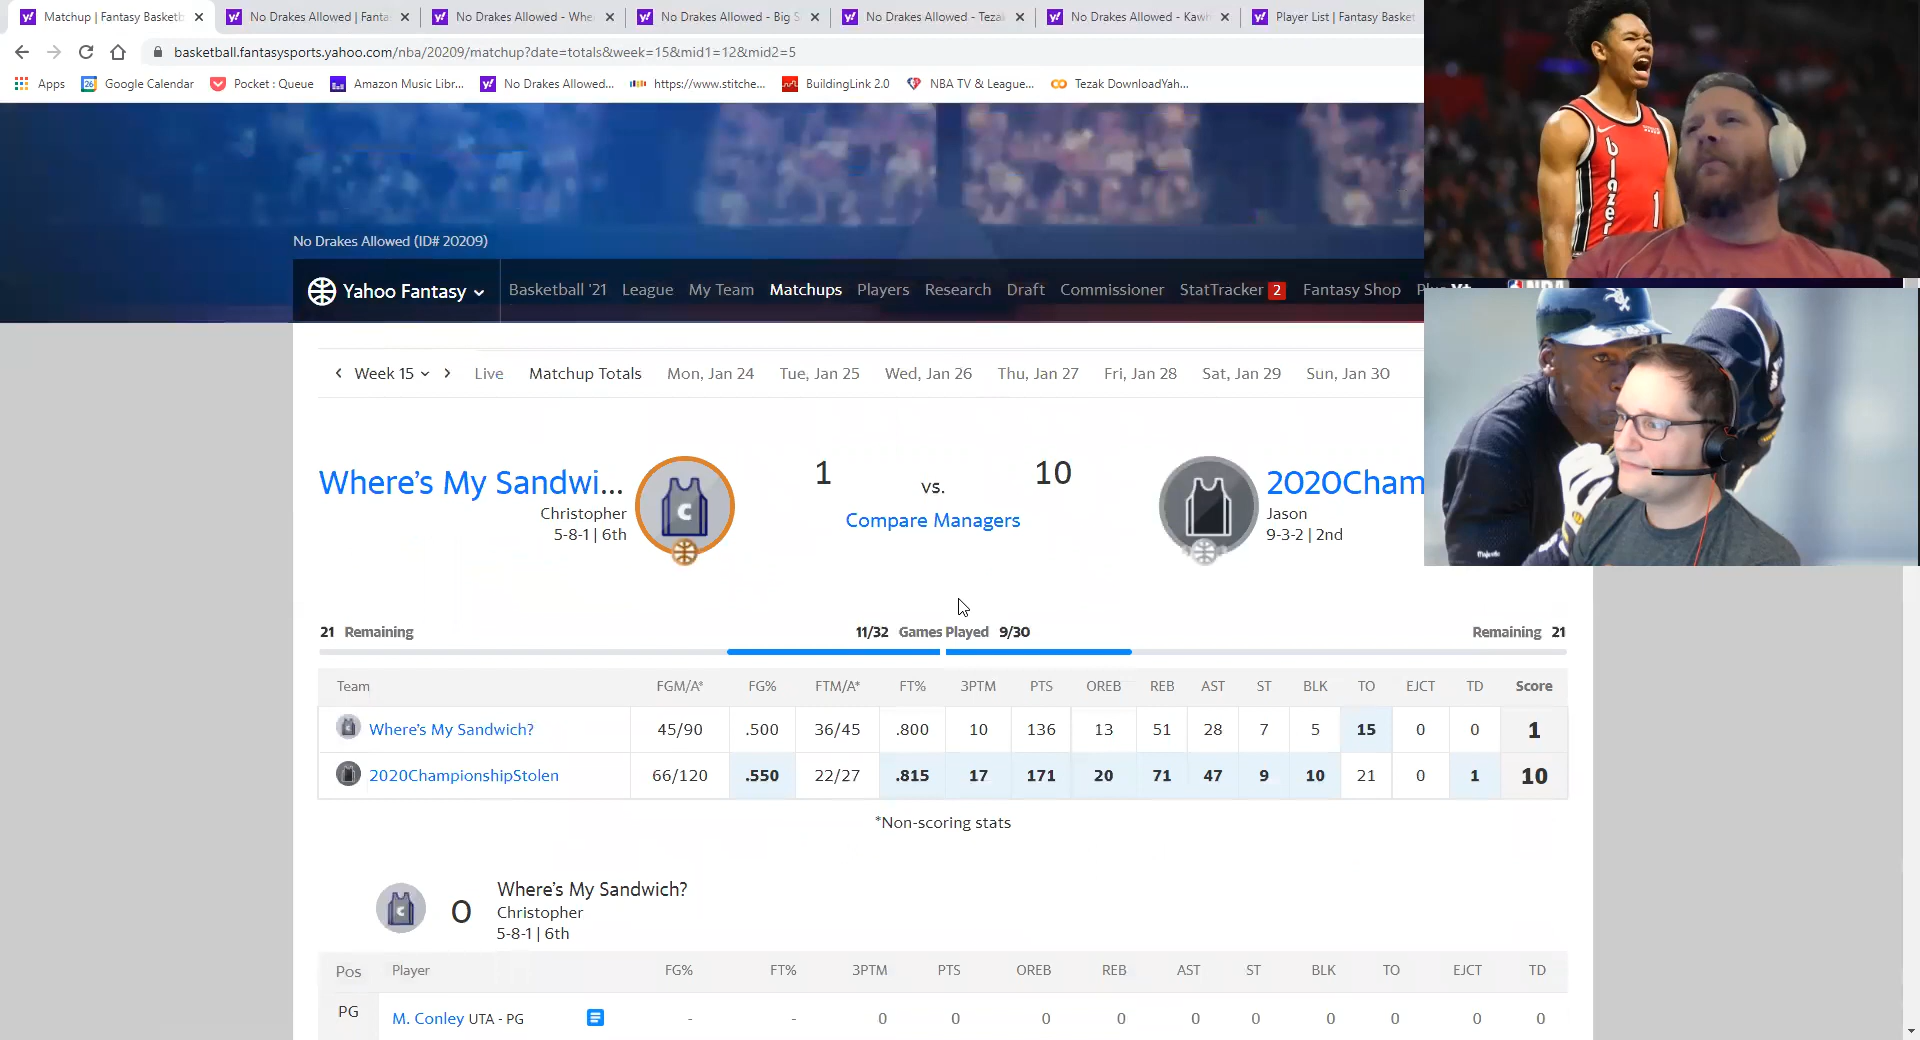 Matchup | Fantasy Basketb
No Drakes Allowed | Fanta
No Drakes Allowed - Whe
No Drakes Allowed - Big S
No Drakes Allowed - Teza
No Drakes Allowed - Kawh
Player List | Fantasy Basket
basketball.fantasysports.yahoo.com/nba/20209/matchup?date=totals&week=15&mid1=12&mid2=5
Apps
Google Calendar
Pocket : Queue
Amazon Music Libr...
No Drakes Allowed...
https://www.stitche...
BuildingLink 2.0
NBA TV & League...
Tezak DownloadYah...
No Drakes Allowed (ID# 20209)
Yahoo Fantasy
Basketball '21 League My Team Matchups Players Research Draft Commissioner StatTracker 2 Fantasy Shop
blazer
1
Week 15 Live Matchup Totals Mon, Jan 24 Tue, Jan 25 Wed, Jan 26 Thu, Jan 27 Fri, Jan 28 Sat, Jan 29 Sun, Jan 30
Where's My Sandwi...
Christopher
5-8-1 | 6th
C
1 vs. 10
Compare Managers
2020Cham
Jason
9-3-2 | 2nd
Majestic
21 Remaining 11/32 Games Played 9/30 Remaining 21
Team FGM/A* FG% FTM/A* FT% 3PTM PTS OREB REB AST ST BLK TO EJCT TD Score
Where's My Sandwich? 45/90 .500 36/45 .800 10 136 13 51 28 7 5 15 0 0 1
2020ChampionshipStolen 66/120 .550 22/27 .815 17 171 20 71 47 9 10 21 0 1 10
*Non-scoring stats
C
0
Where's My Sandwich?
Christopher
5-8-1 | 6th
Pos Player FG% FT% 3PTM PTS OREB REB AST ST BLK TO EJCT TD
PG M. Conley UTA - PG - - 0 0 0 0 0 0 0 0 0 0